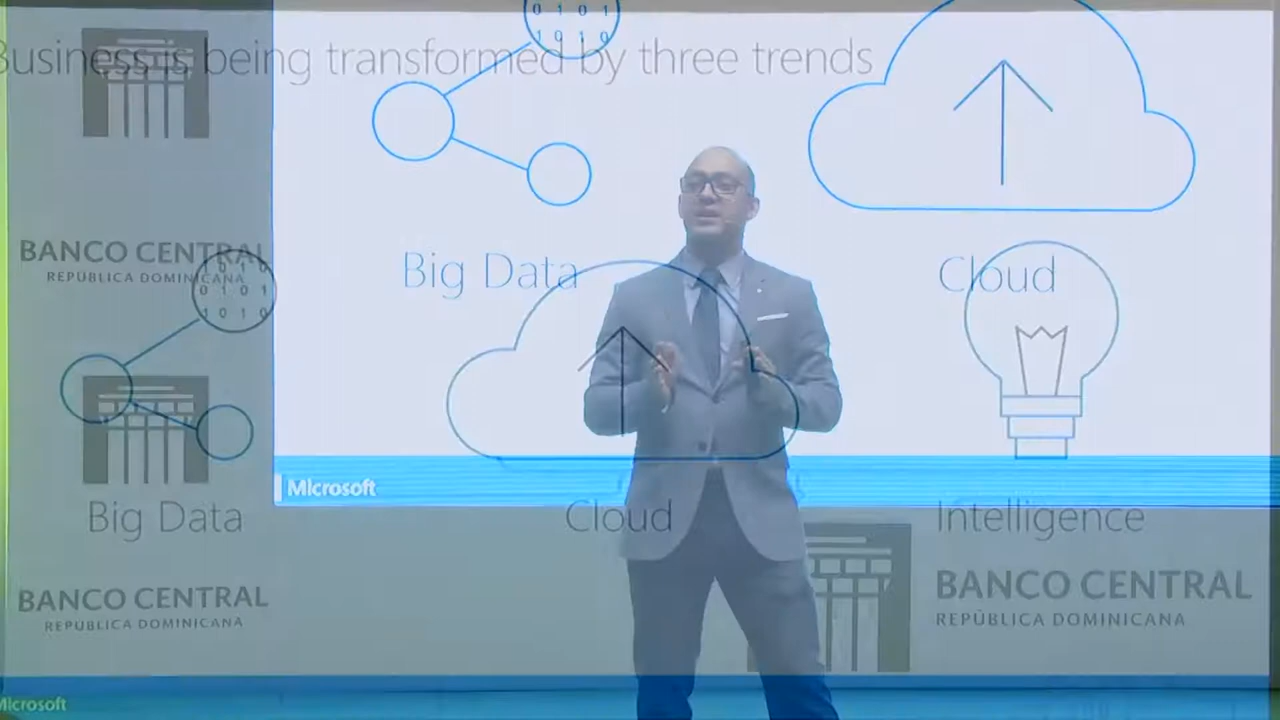 0 1 0 1
1 0 1 0
Business is being transformed by three trends
BANCO CENTRAL
REPÚBLICA DOMINICANA
Big Data
Cloud
1 0 1 0
0 1 0 1
1 0 1 0
Microsoft
Big Data
Cloud
Intelligence
BANCO CENTRAL
REPÚBLICA DOMINICANA
BANCO CENTRAL
REPÚBLICA DOMINICANA
Microsoft